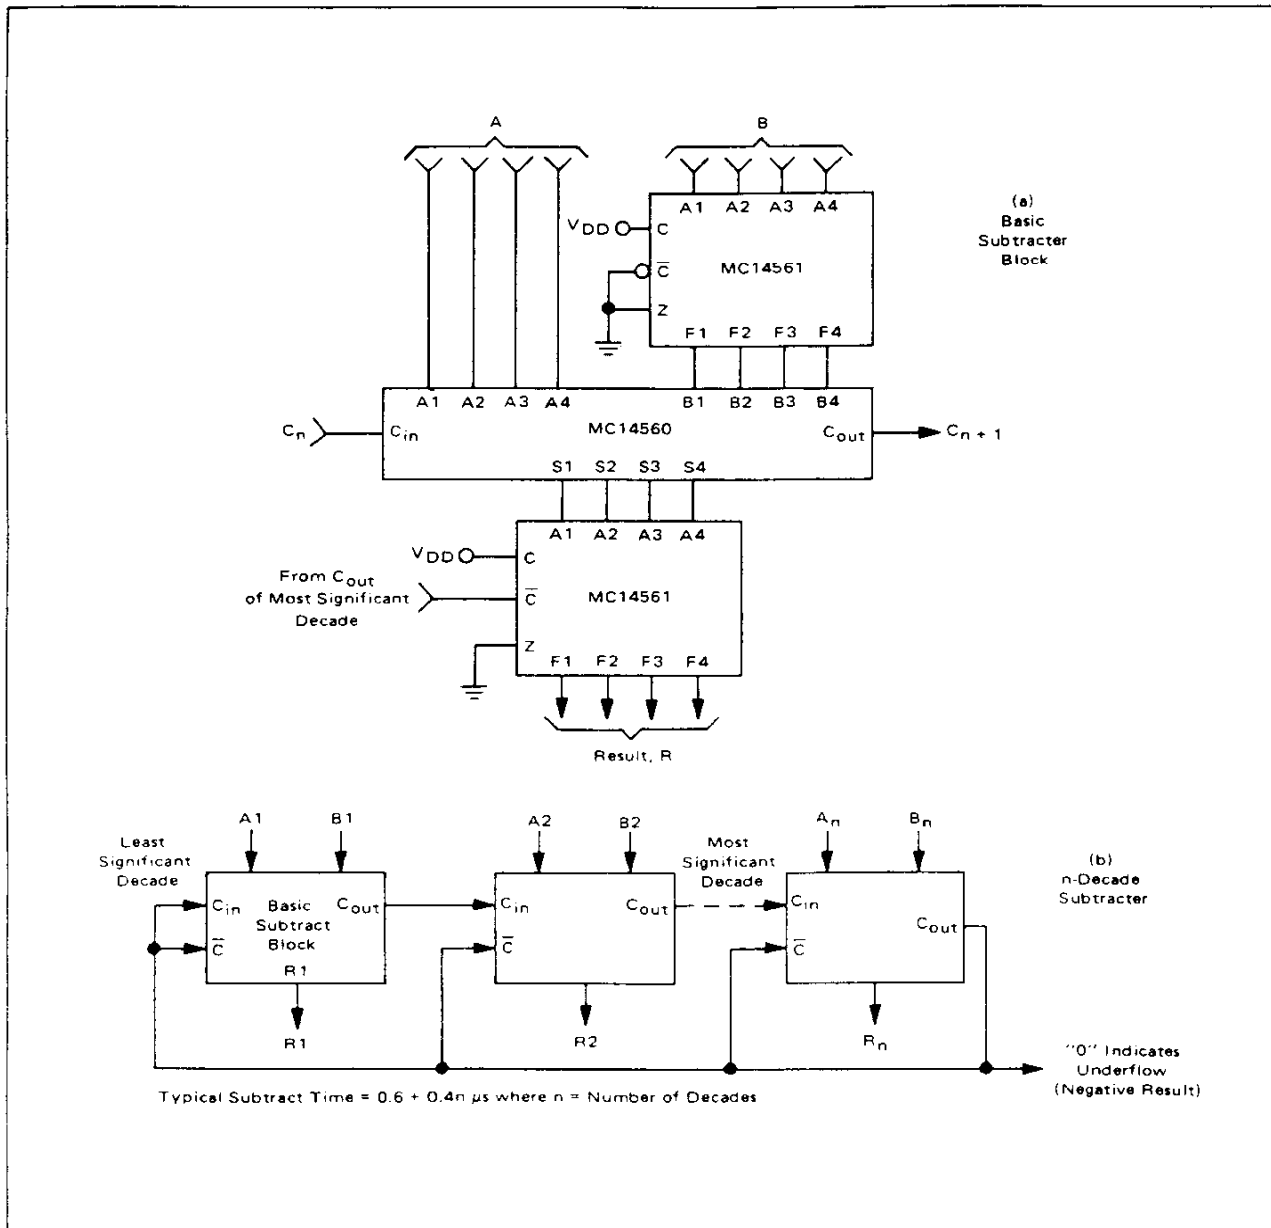 A
B
A1 A2 A3 A4
(a)
Basic
Subtracter
Block
VDD
C
C̅
MC14561
Z
F1 F2 F3 F4
A1 A2 A3 A4
B1 B2 B3 B4
Cn
Cin
MC14560
Cout
Cn + 1
S1 S2 S3 S4
A1 A2 A3 A4
VDD
C
From Cout
of Most Significant
Decade
C̅
MC14561
Z
F1 F2 F3 F4
Result, R
Least
Significant
Decade
A1
B1
Cin
Basic
Subtract
Block
Cout
C̅
R1
R1
A2
B2
Cin
Cout
C̅
R2
Most
Significant
Decade
An
Bn
Cin
Cout
C̅
Rn
(b)
n-Decade
Subtracter
"0" Indicates
Underflow
(Negative Result)
Typical Subtract Time = 0.6 + 0.4n µs where n = Number of Decades